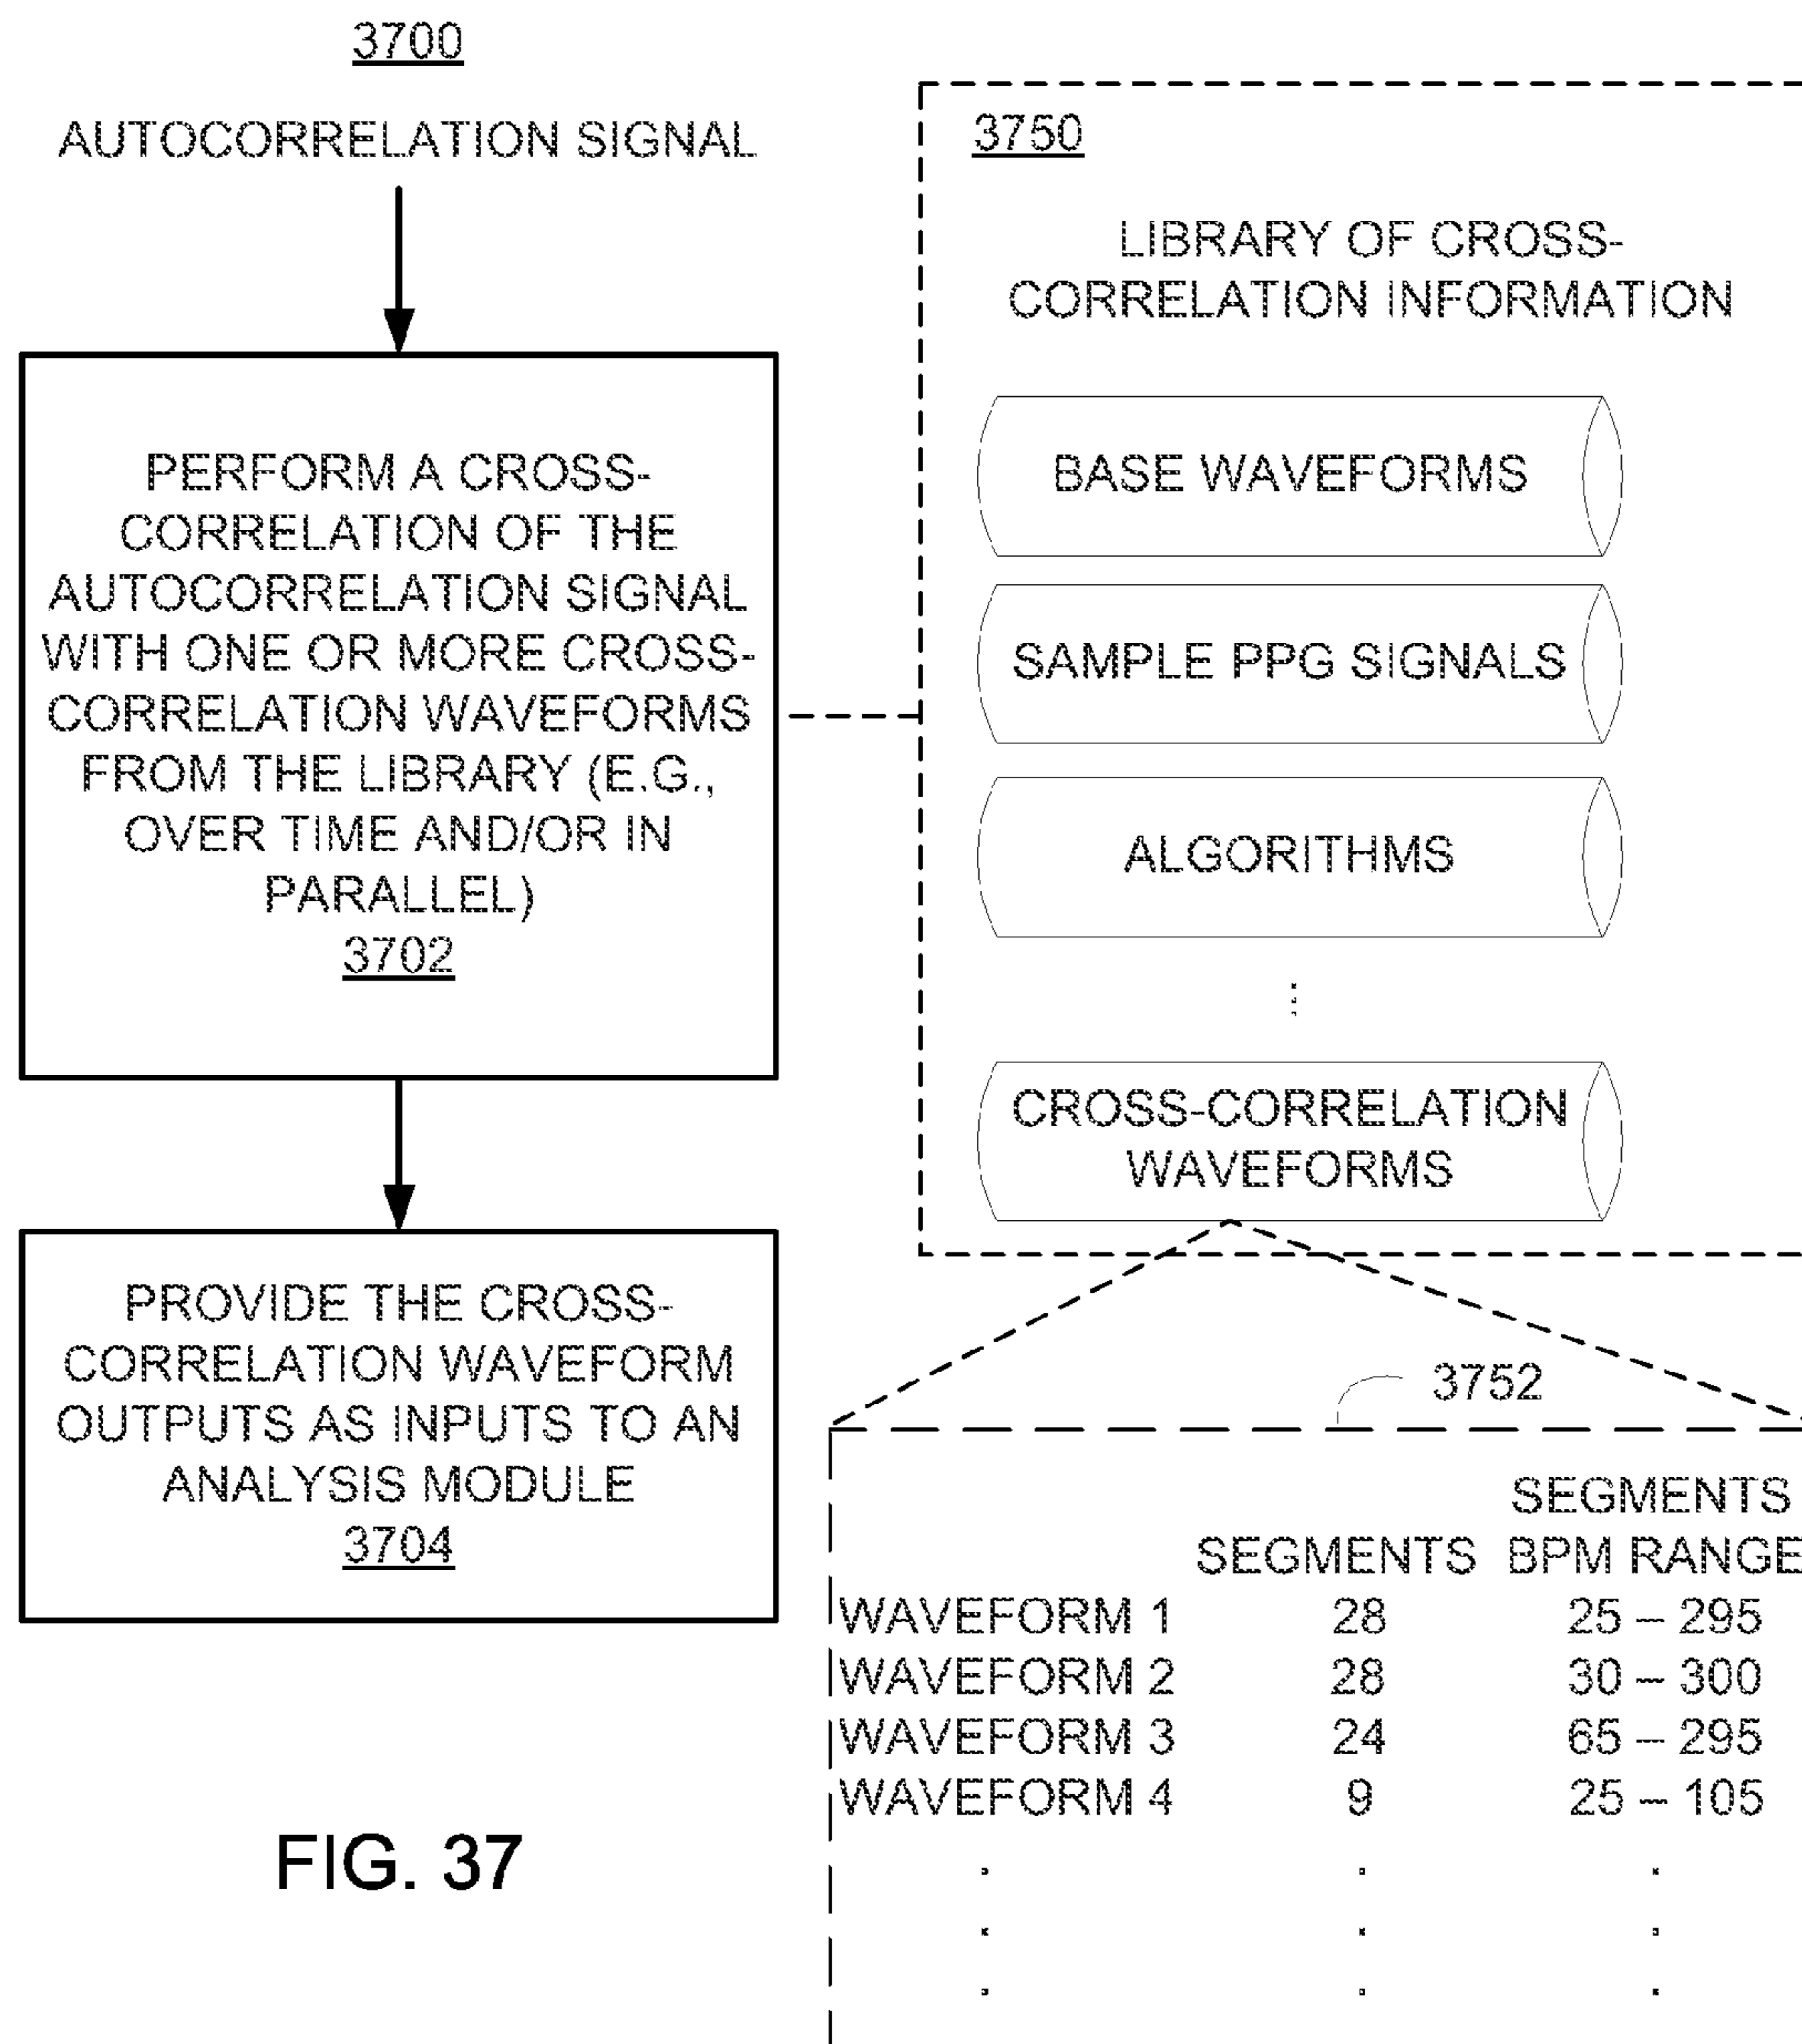 3700
AUTOCORRELATION SIGNAL
PERFORM A CROSS-
CORRELATION OF THE
AUTOCORRELATION SIGNAL
WITH ONE OR MORE CROSS-
CORRELATION WAVEFORMS
FROM THE LIBRARY (E.G.,
OVER TIME AND/OR IN
PARALLEL)
3702
PROVIDE THE CROSS-
CORRELATION WAVEFORM
OUTPUTS AS INPUTS TO AN
ANALYSIS MODULE
3704
FIG. 37
3750
LIBRARY OF CROSS-
CORRELATION INFORMATION
BASE WAVEFORMS
SAMPLE PPG SIGNALS
ALGORITHMS
CROSS-CORRELATION
WAVEFORMS
3752
SEGMENTS
SEGMENTS BPM RANGE
WAVEFORM 1 28 25 – 295
WAVEFORM 2 28 30 – 300
WAVEFORM 3 24 65 – 295
WAVEFORM 4 9 25 – 105